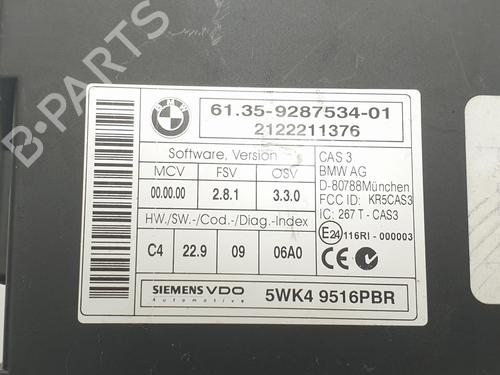 B-PARTS
BMW
61.35-9287534-01
2122211376
Software, Version
MCV FSV OSV
00.00.00 2.8.1 3.3.0
HW./SW.-/Cod.-/Diag.-Index
C4 22.9 09 06A0
SIEMENS VDO
Automotive
5WK4 9516PBR
CAS 3
BMW AG
D-80788München
FCC ID: KR5CAS3
IC: 267 T - CAS3
E24 116RI - 000003
CE